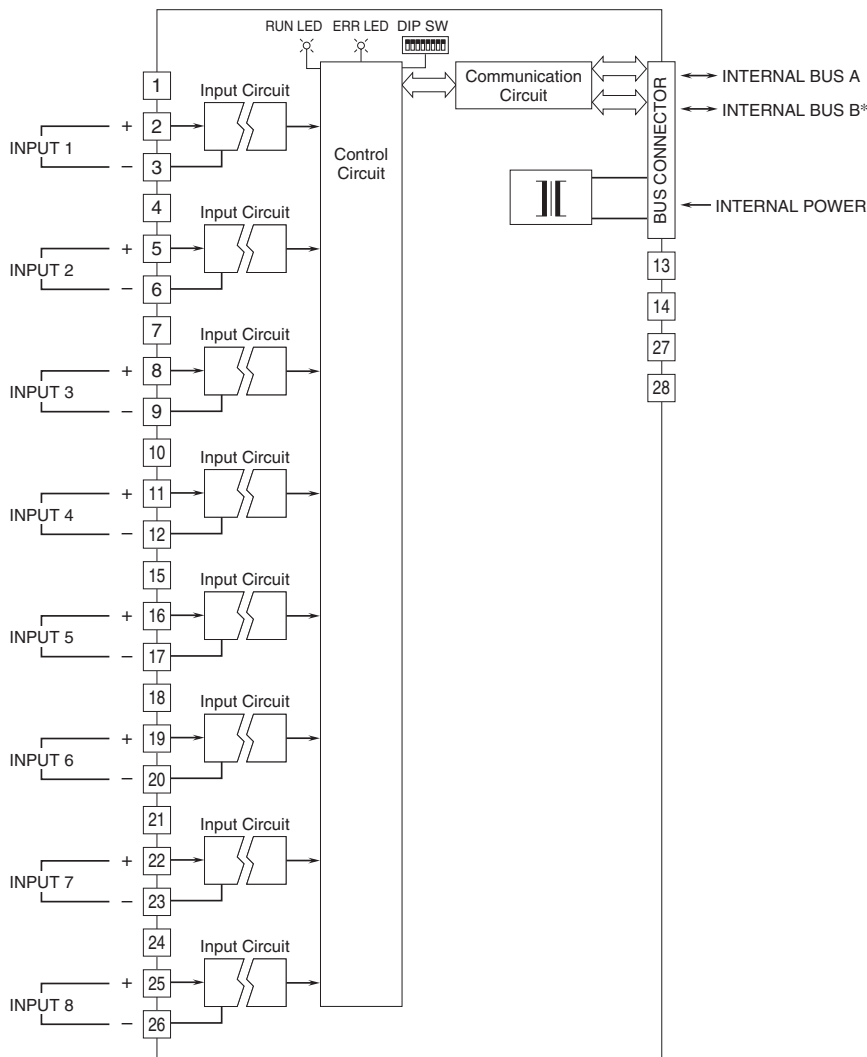 RUN LED ERR LED DIP SW
Input Circuit
1
INPUT 1
+ 2
− 3
4
Input Circuit
INPUT 2
+ 5
− 6
7
Input Circuit
INPUT 3
+ 8
− 9
10
Input Circuit
INPUT 4
+ 11
− 12
15
Input Circuit
INPUT 5
+ 16
− 17
18
Input Circuit
INPUT 6
+ 19
− 20
21
Input Circuit
INPUT 7
+ 22
− 23
24
Input Circuit
INPUT 8
+ 25
− 26
Control
Circuit
Communication
Circuit
BUS CONNECTOR
INTERNAL BUS A
INTERNAL BUS B*
INTERNAL POWER
13
14
27
28